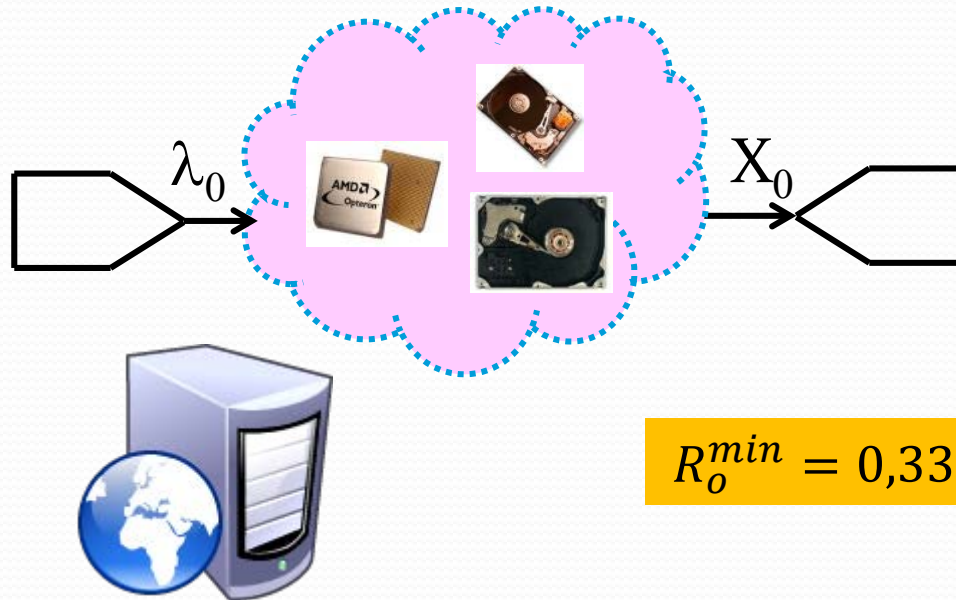 λ₀
X₀
AMD
Opteron
R_o^{min} = 0,33